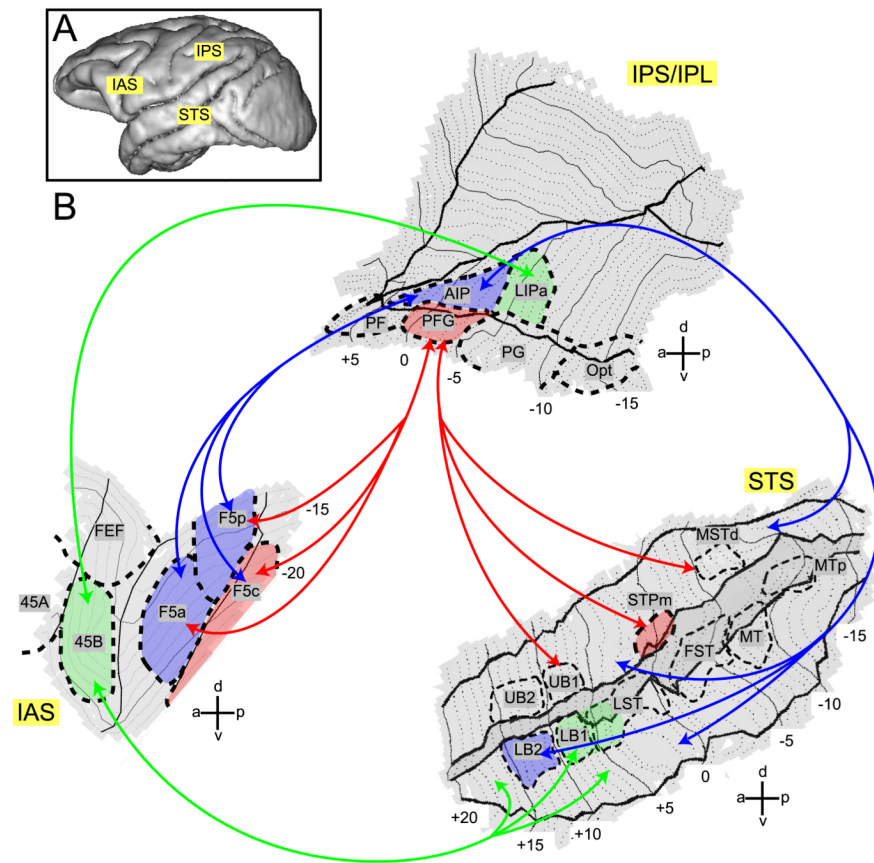 A
IPS
IAS
STS
IPS/IPL
B
AIP
LIPa
PF
PFG
PG
Opt
+5
0
-5
-10
-15
d
a
p
v
FEF
F5p
-15
-20
F5c
45A
F5a
45B
IAS
d
a
p
v
STS
MSTd
MTp
STPm
FST
MT
-15
UB2
UB1
LST
-10
LB2
LB1
-5
0
+5
+10
+15
+20
d
a
p
v